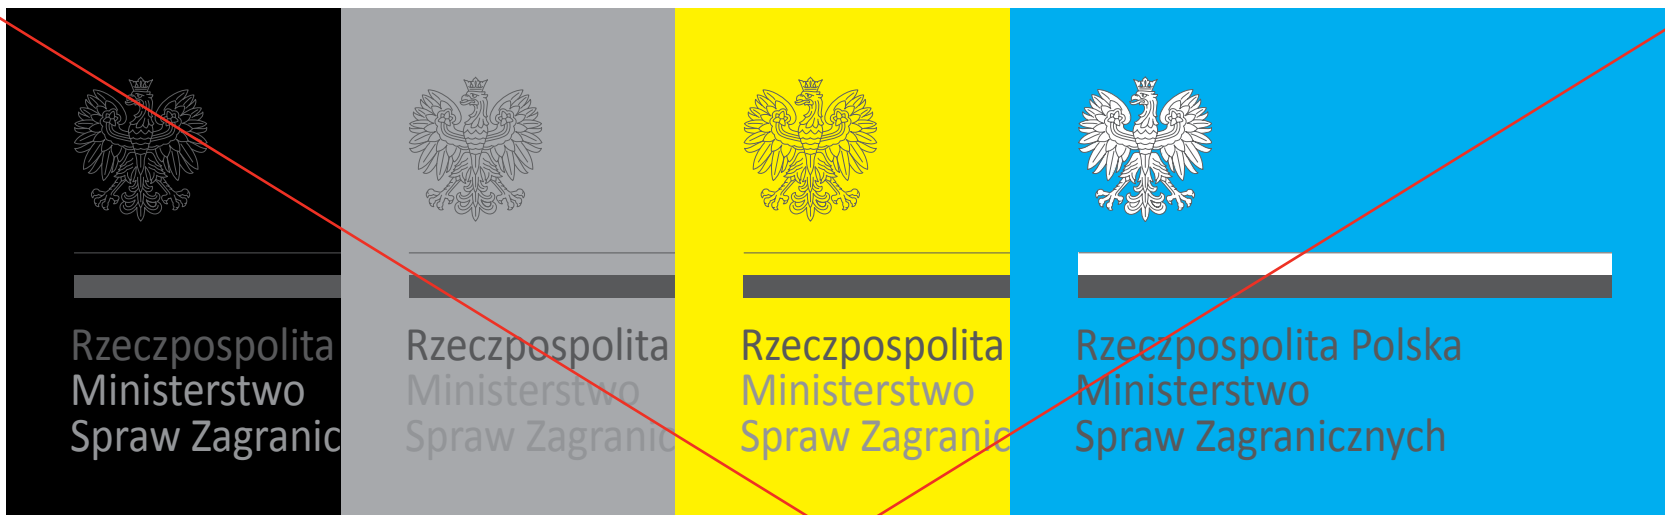 Rzeczpospolita
Ministerstwo
Spraw Zagranic
Rzeczpospolita
Ministerstwo
Spraw Zagranic
Rzeczpospolita
Ministerstwo
Spraw Zagranic
Rzeczpospolita Polska
Ministerstwo
Spraw Zagranicznych